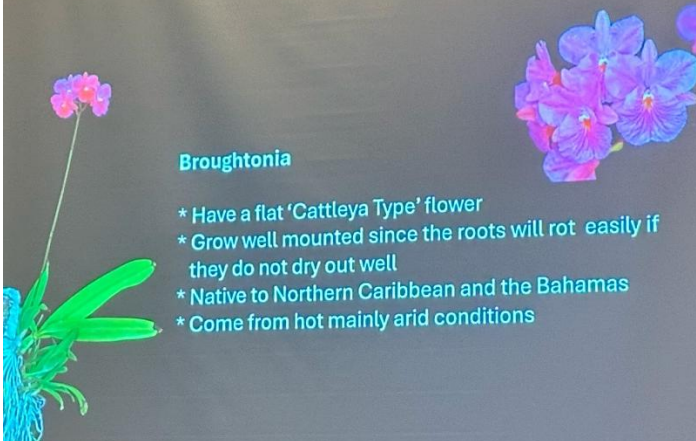 Broughtonia
* Have a flat ‘Cattleya Type’ flower
* Grow well mounted since the roots will rot easily if
they do not dry out well
* Native to Northern Caribbean and the Bahamas
* Come from hot mainly arid conditions